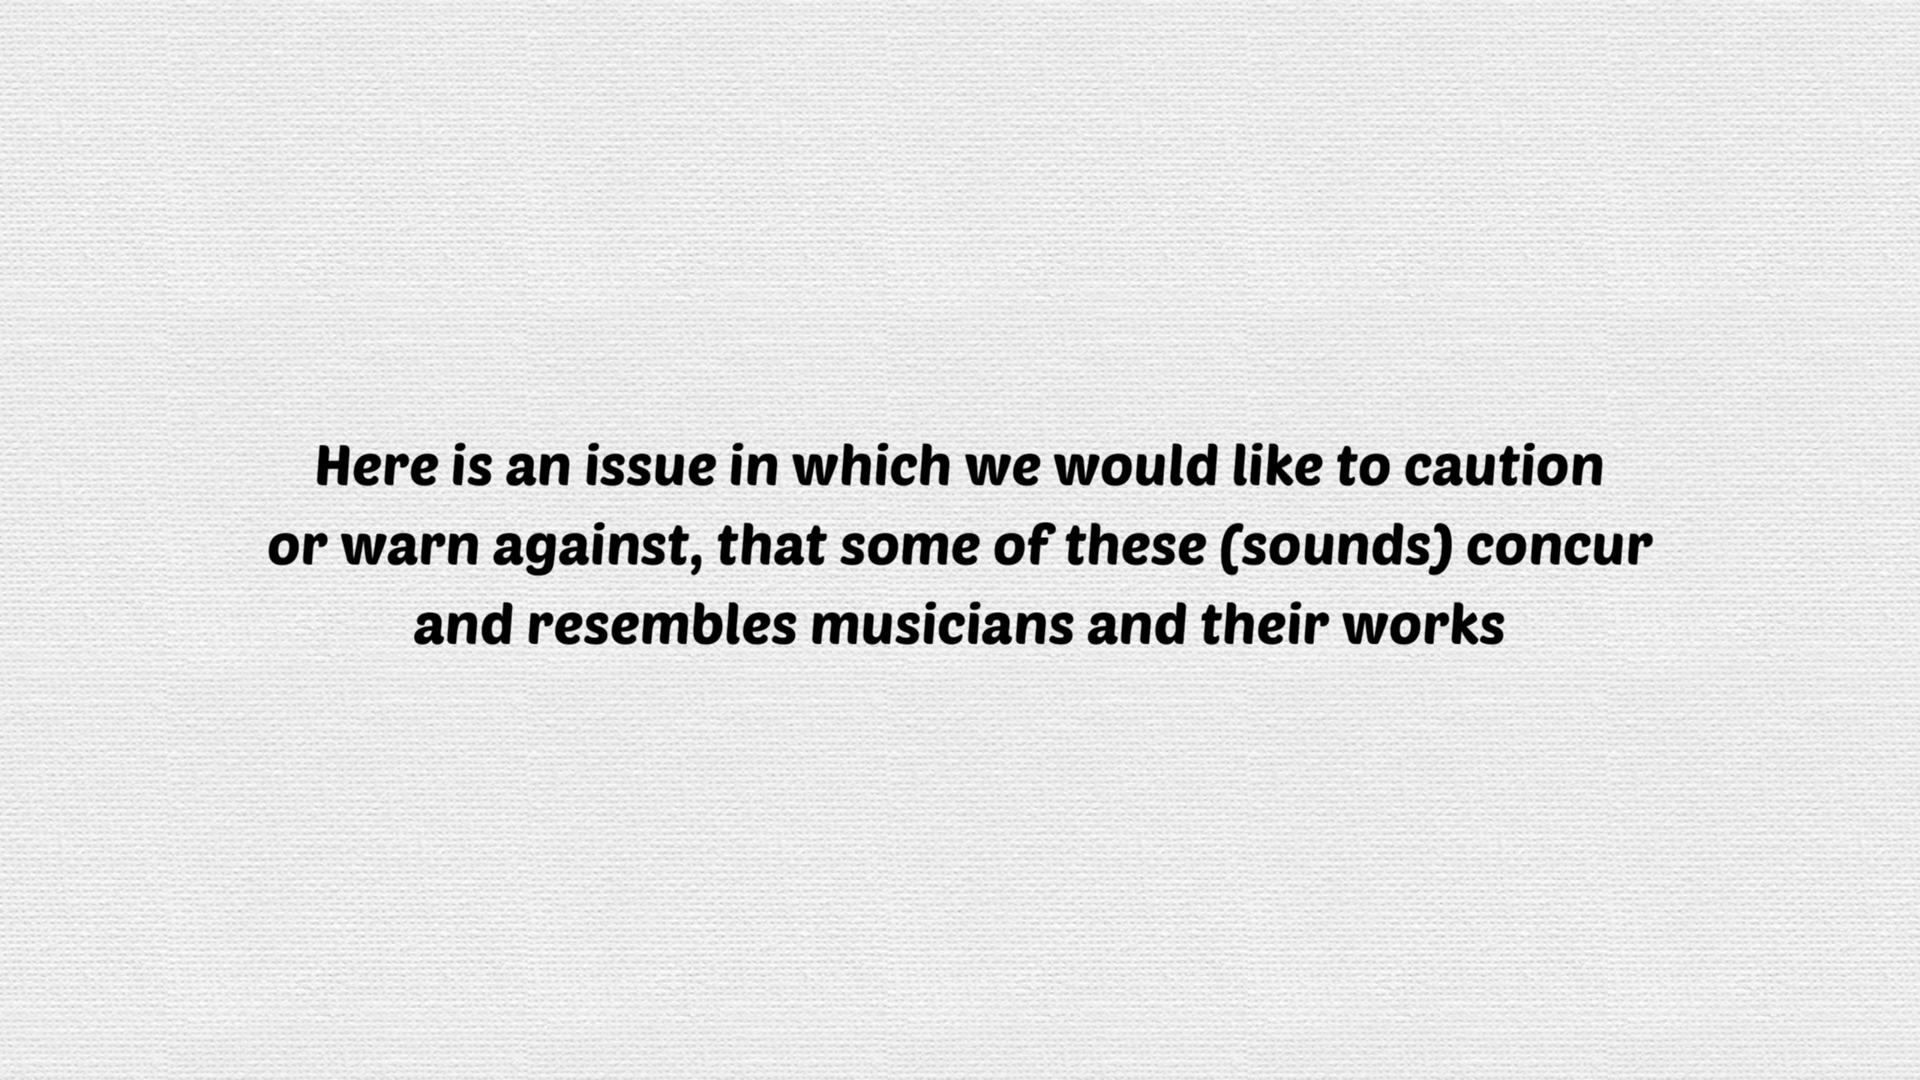 Here is an issue in which we would like to caution
or warn against, that some of these (sounds) concur
and resembles musicians and their works